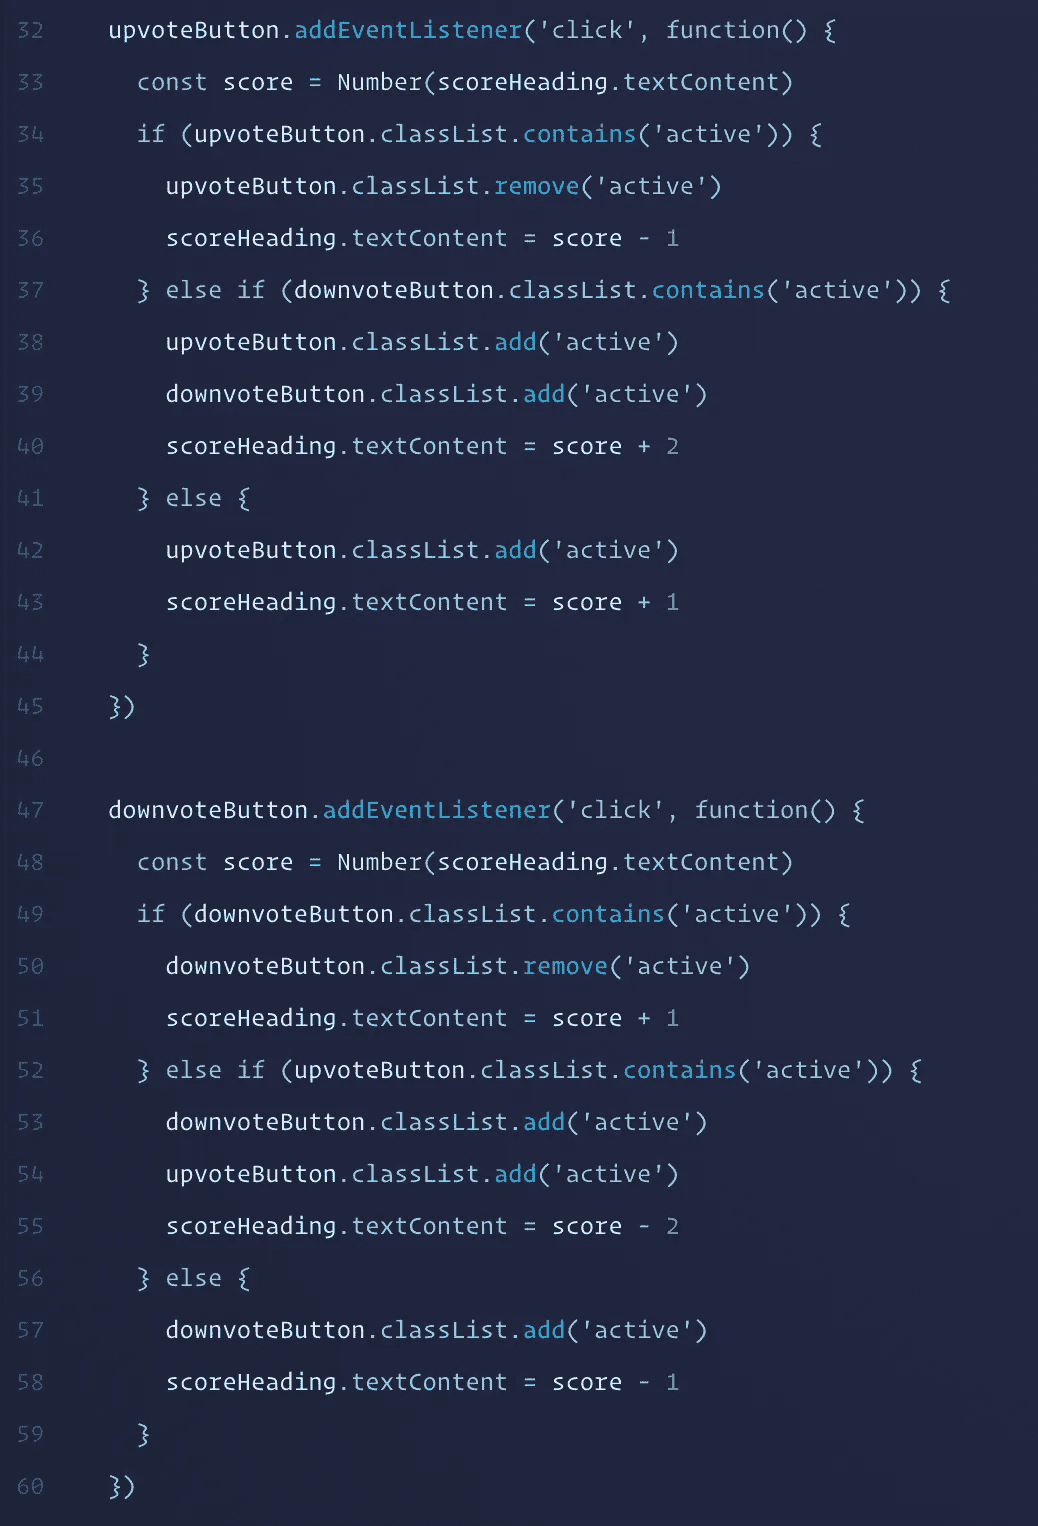 32 upvoteButton.addEventListener('click', function() {
33 const score = Number(scoreHeading.textContent)
34 if (upvoteButton.classList.contains('active')) {
35 upvoteButton.classList.remove('active')
36 scoreHeading.textContent = score - 1
37 } else if (downvoteButton.classList.contains('active')) {
38 upvoteButton.classList.add('active')
39 downvoteButton.classList.add('active')
40 scoreHeading.textContent = score + 2
41 } else {
42 upvoteButton.classList.add('active')
43 scoreHeading.textContent = score + 1
44 }
45 })
46
47 downvoteButton.addEventListener('click', function() {
48 const score = Number(scoreHeading.textContent)
49 if (downvoteButton.classList.contains('active')) {
50 downvoteButton.classList.remove('active')
51 scoreHeading.textContent = score + 1
52 } else if (upvoteButton.classList.contains('active')) {
53 downvoteButton.classList.add('active')
54 upvoteButton.classList.add('active')
55 scoreHeading.textContent = score - 2
56 } else {
57 downvoteButton.classList.add('active')
58 scoreHeading.textContent = score - 1
59 }
60 })